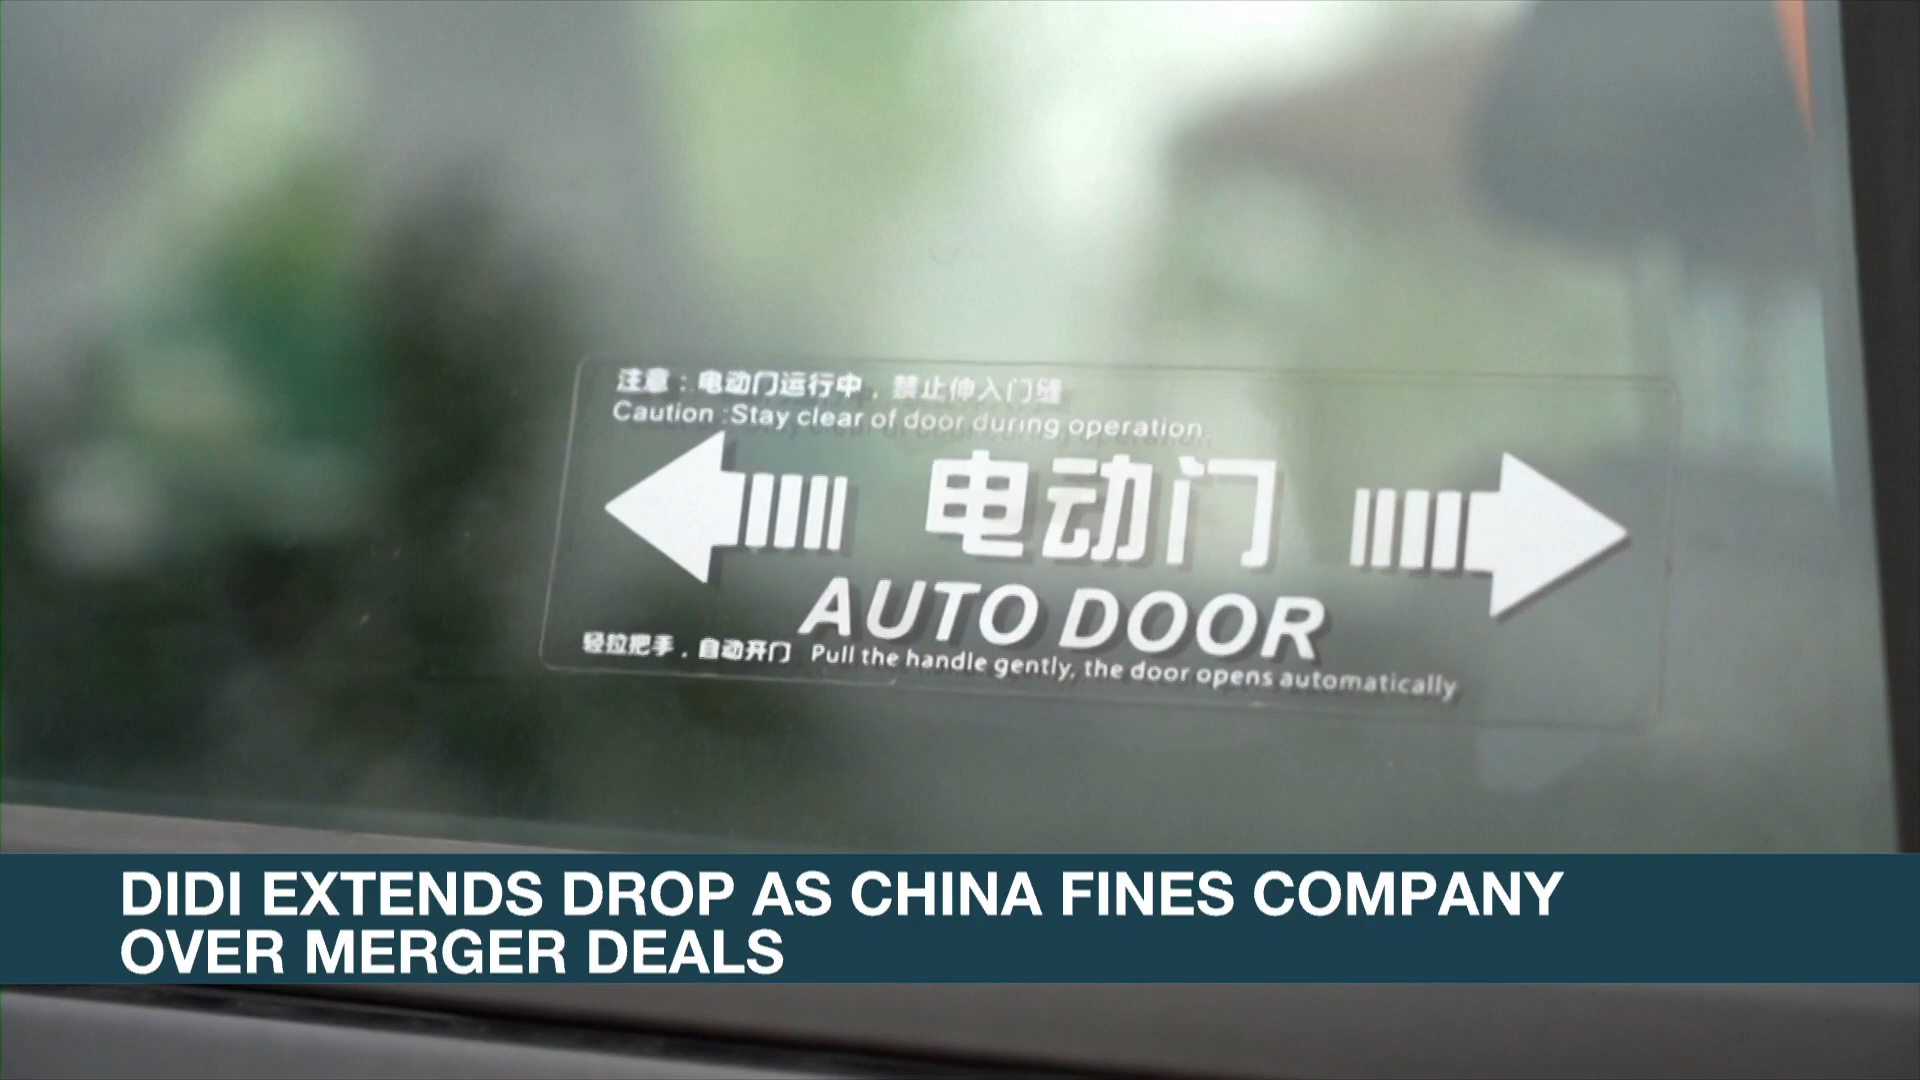 注意：电动门运行中，禁止伸入门缝
Caution :Stay clear of door during operation.
电动门
AUTO DOOR
轻拉把手，自动开门 Pull the handle gently, the door opens automatically
DIDI EXTENDS DROP AS CHINA FINES COMPANY
OVER MERGER DEALS